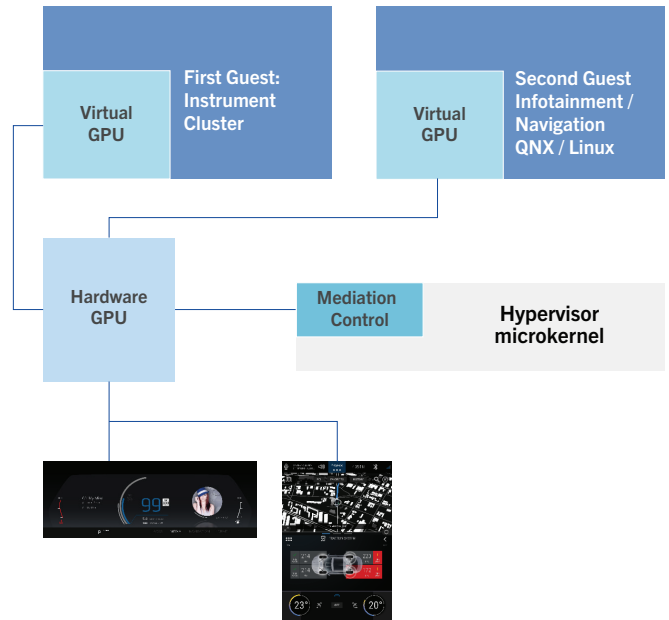 Virtual
GPU
First Guest:
Instrument
Cluster
Virtual
GPU
Second Guest
Infotainment /
Navigation
QNX / Linux
Hardware
GPU
Mediation
Control
Hypervisor
microkernel
99
23°
20°